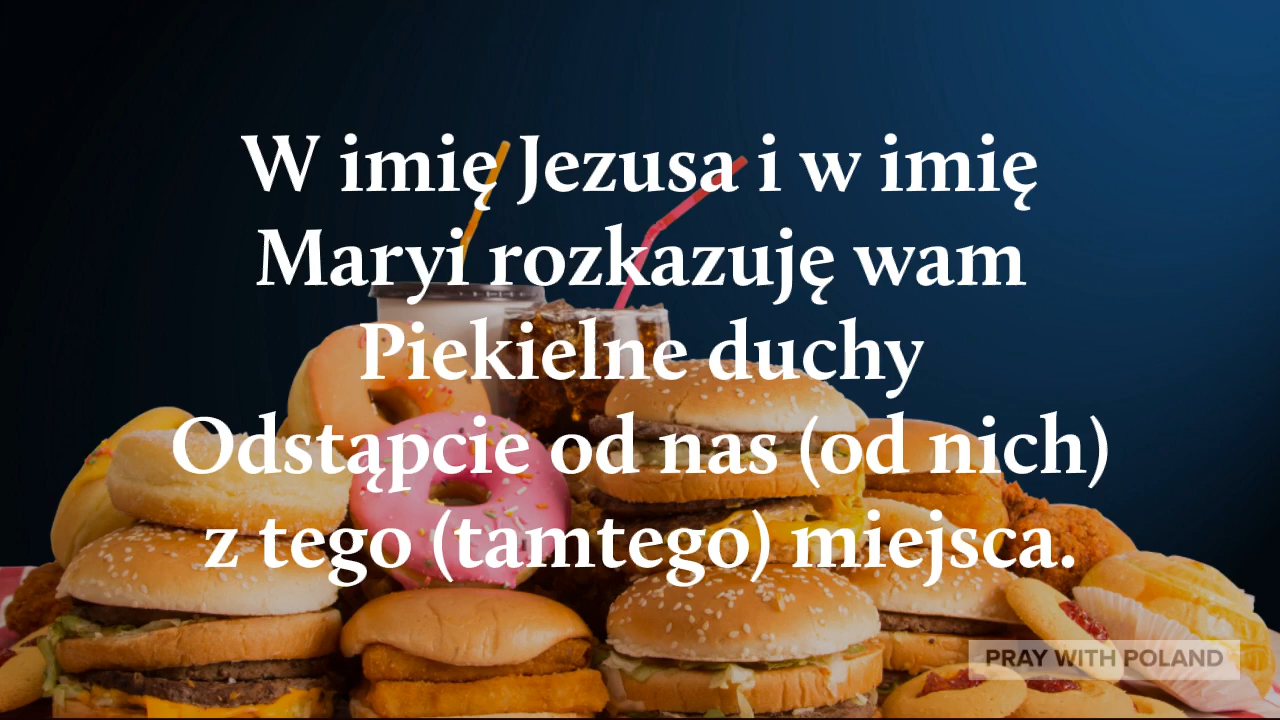 W imię Jezusa i w imię
Maryi rozkazuję wam
Piekielne duchy
Odstąpcie od nas (od nich)
z tego (tamtego) miejsca.
PRAY WITH POLAND